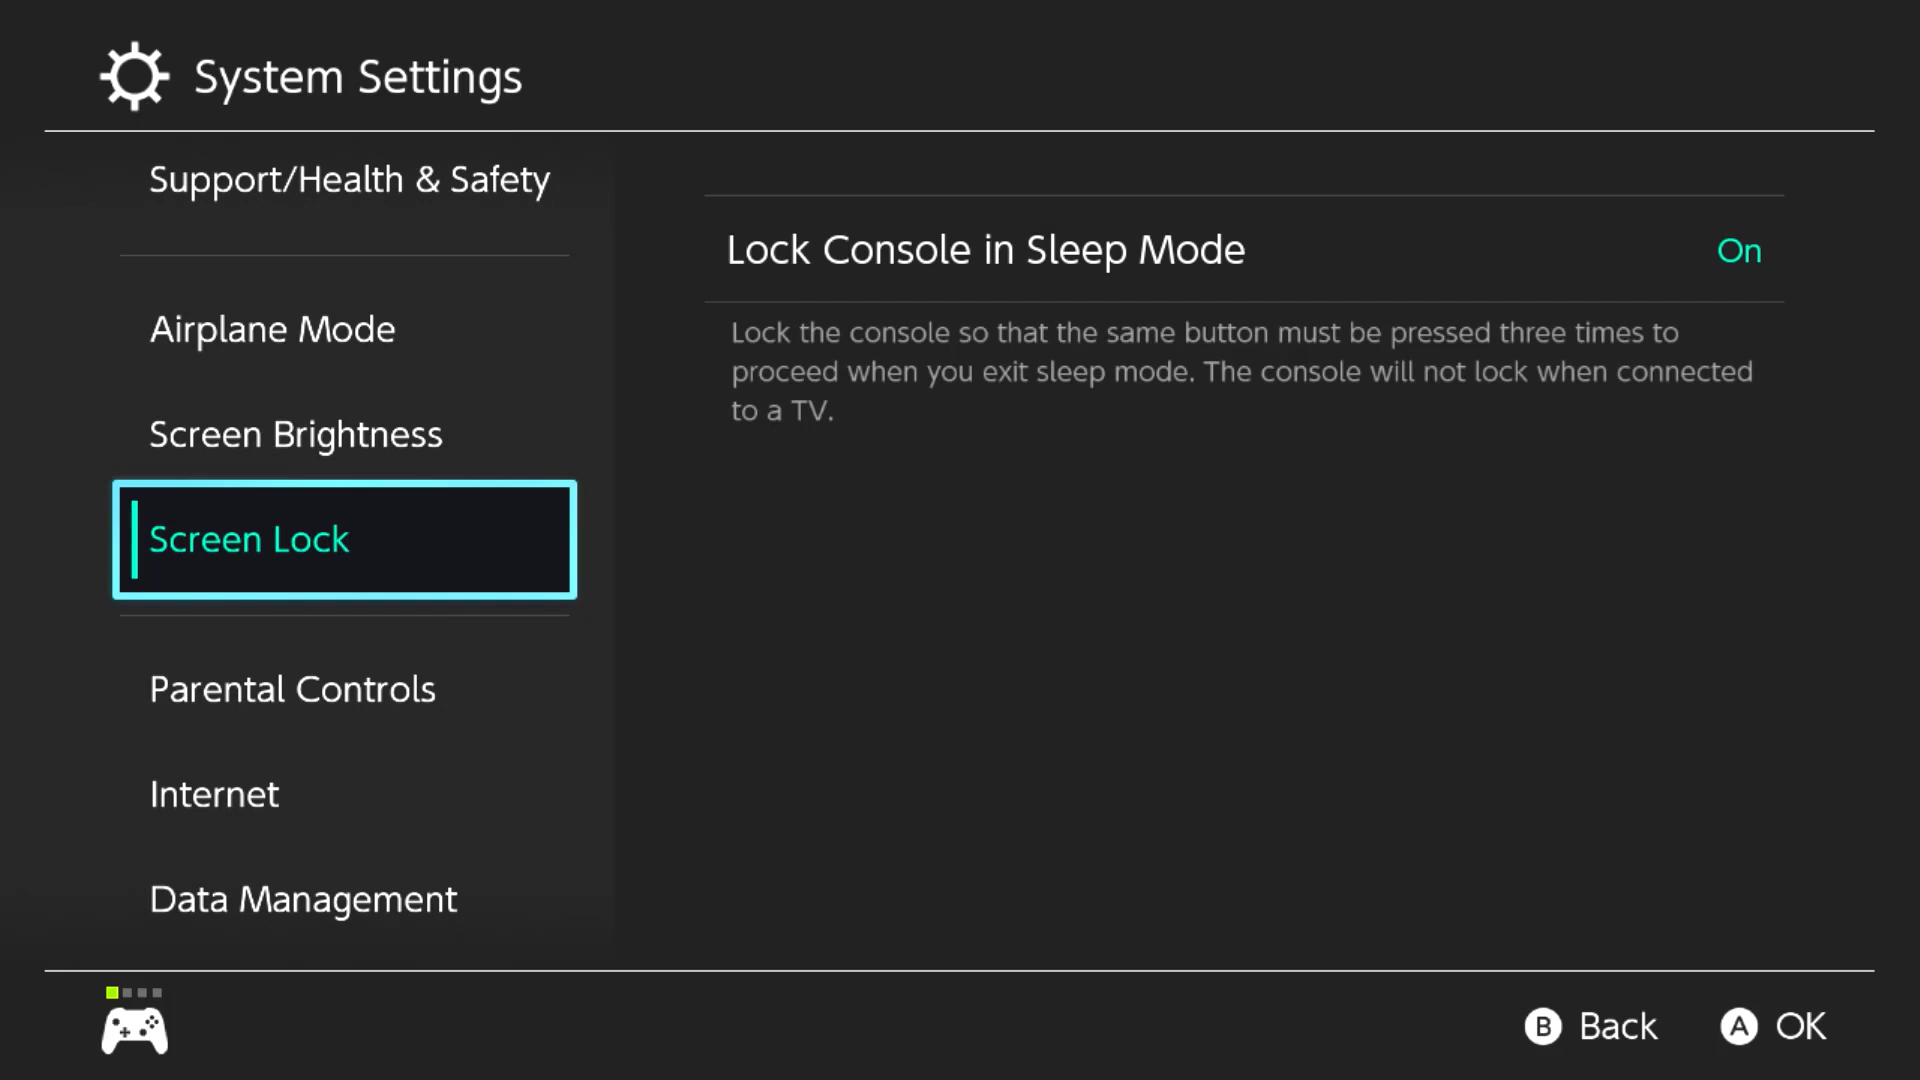 System Settings
Support/Health & Safety
Airplane Mode
Screen Brightness
Screen Lock
Parental Controls
Internet
Data Management
Lock Console in Sleep Mode On
Lock the console so that the same button must be pressed three times to
proceed when you exit sleep mode. The console will not lock when connected
to a TV.
B Back A OK